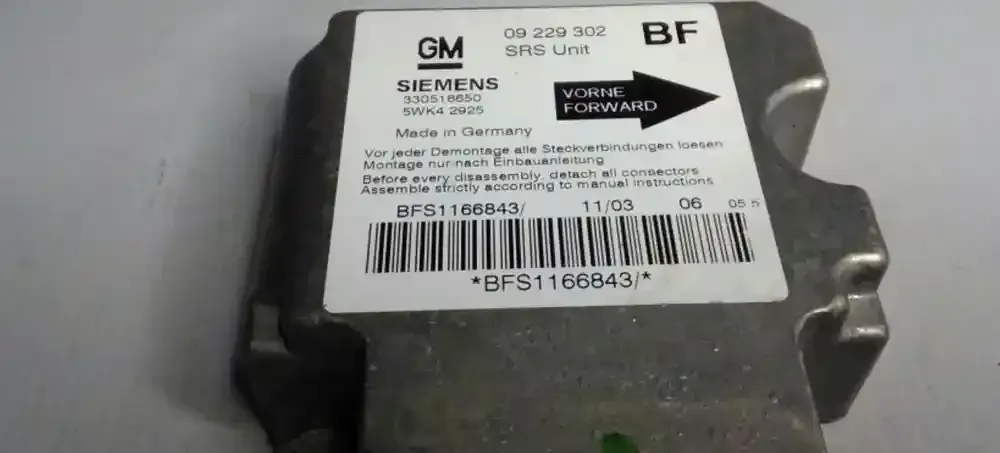 GM
09 229 302
SRS Unit
BF
SIEMENS
330518650
5WK4 2925
VORNE
FORWARD
Made in Germany
Vor jeder Demontage alle Steckverbindungen loesen
Montage nur nach Einbauanleitung
Before every disassembly, detach all connectors
Assemble strictly according to manual instructions
BFS1166843/ 11/03 06 05 5
*BFS1166843/*